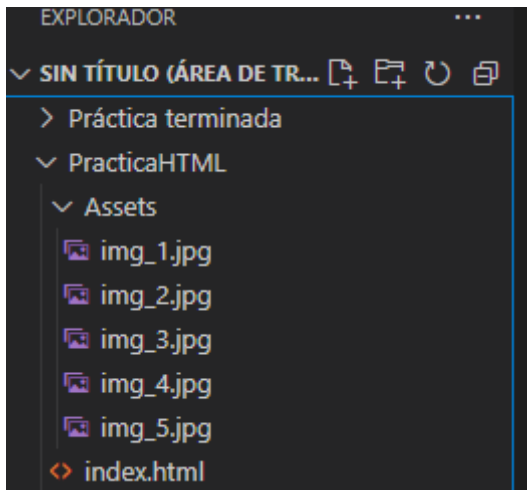 EXPLORADOR ...
SIN TÍTULO (ÁREA DE TR...
Práctica terminada
PracticaHTML
Assets
img_1.jpg
img_2.jpg
img_3.jpg
img_4.jpg
img_5.jpg
index.html